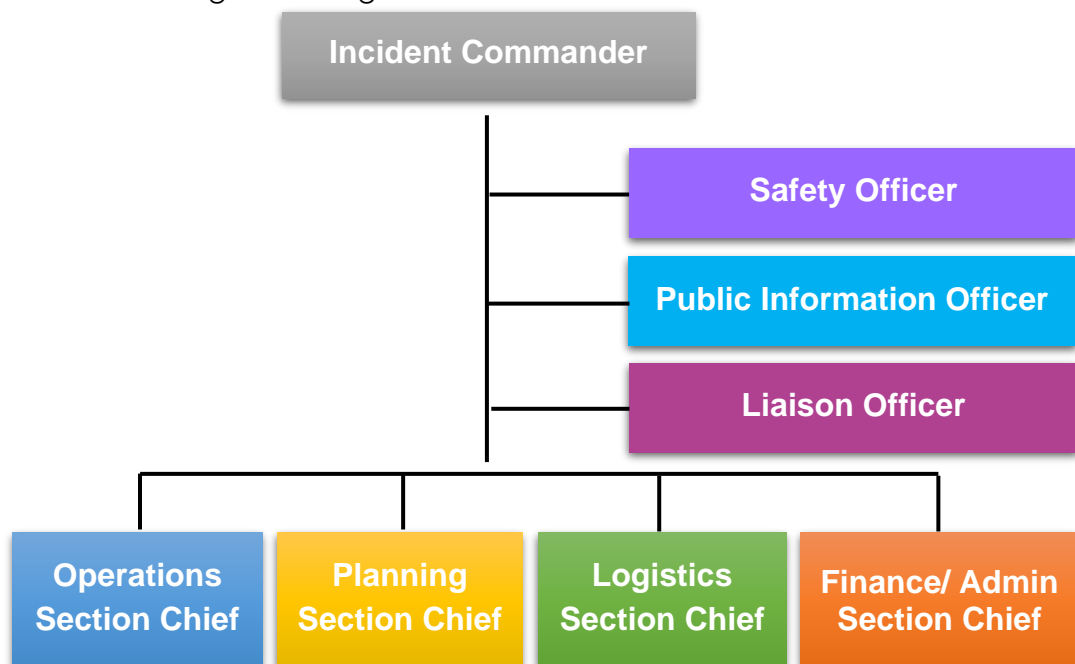 Incident Commander
Safety Officer
Public Information Officer
Liaison Officer
Operations
Section Chief
Planning
Section Chief
Logistics
Section Chief
Finance/ Admin
Section Chief